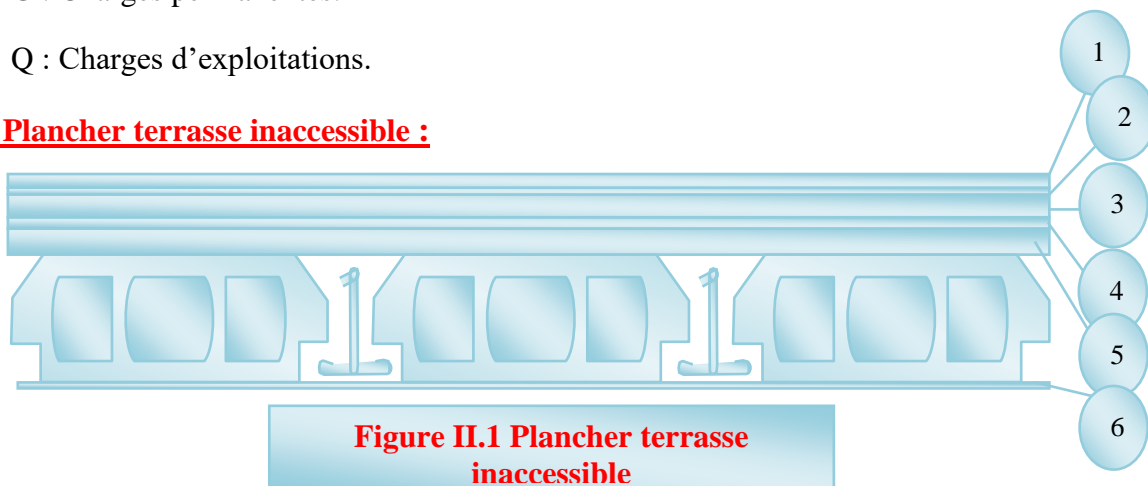 Q : Charges d’exploitations.
Plancher terrasse inaccessible :
1
2
3
4
5
6
Figure II.1 Plancher terrasse
inaccessible